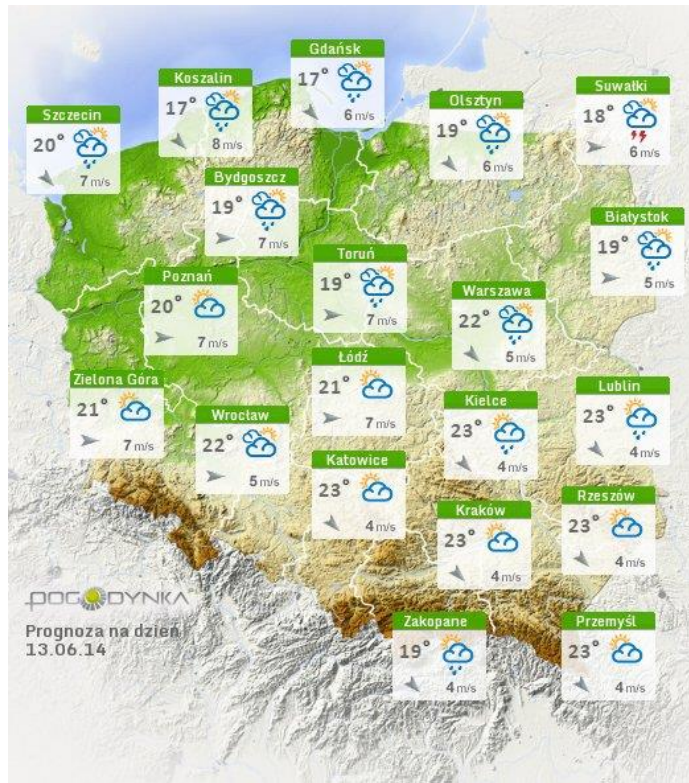 Gdańsk
17°
6 m/s
Koszalin
17°
8 m/s
Szczecin
20°
7 m/s
Olsztyn
19°
6 m/s
Suwałki
18°
6 m/s
Bydgoszcz
19°
7 m/s
Białystok
19°
5 m/s
Toruń
19°
7 m/s
Poznań
20°
7 m/s
Warszawa
22°
5 m/s
Łódź
21°
7 m/s
Zielona Góra
21°
7 m/s
Wrocław
22°
5 m/s
Kielce
23°
4 m/s
Lublin
23°
4 m/s
Katowice
23°
4 m/s
Kraków
23°
4 m/s
Rzeszów
23°
4 m/s
POGODYNKA
Prognoza na dzień
13.06.14
Zakopane
19°
4 m/s
Przemyśl
23°
4 m/s